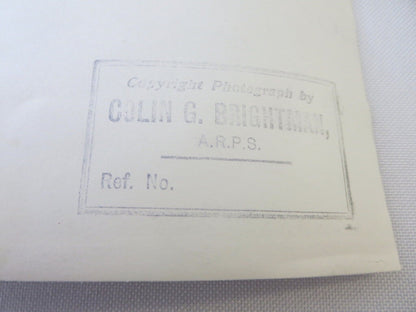 Copyright Photograph by
COLIN G. BRIGHTMAN,
A.R.P.S.
Ref. No.